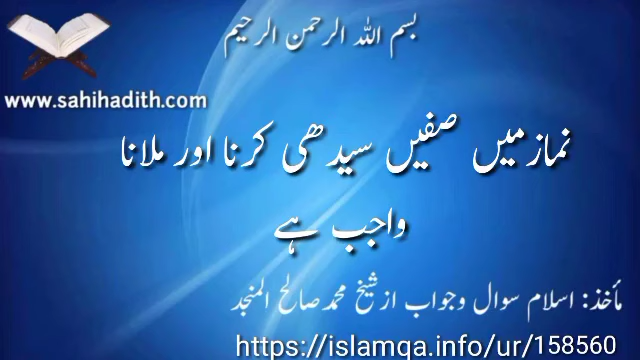 بسم اللہ الرحمن الرحیم
www.sahihadith.com
نماز میں صفیں سیدھی کرنا اور ملانا
واجب ہے
مأخذ: اسلام سوال وجواب از شیخ محمد صالح المنجد
https://islamqa.info/ur/158560